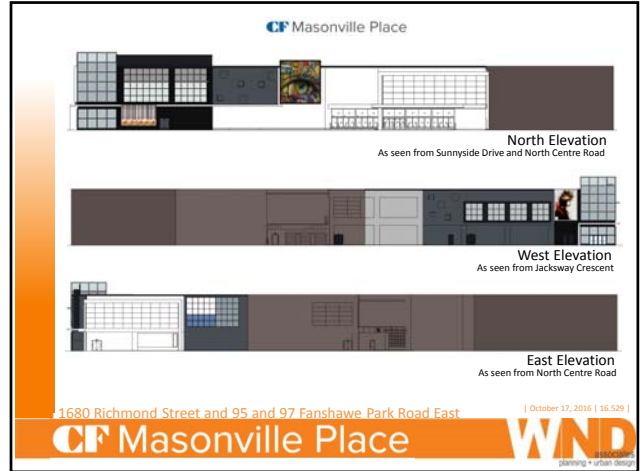 CF Masonville Place
North Elevation
As seen from Sunnyside Drive and North Centre Road
West Elevation
As seen from Jacksway Crescent
East Elevation
As seen from North Centre Road
1680 Richmond Street and 95 and 97 Fanshawe Park Road East
| October 17, 2016 | 16.529 |
CF Masonville Place
WND
associates
planning + urban design